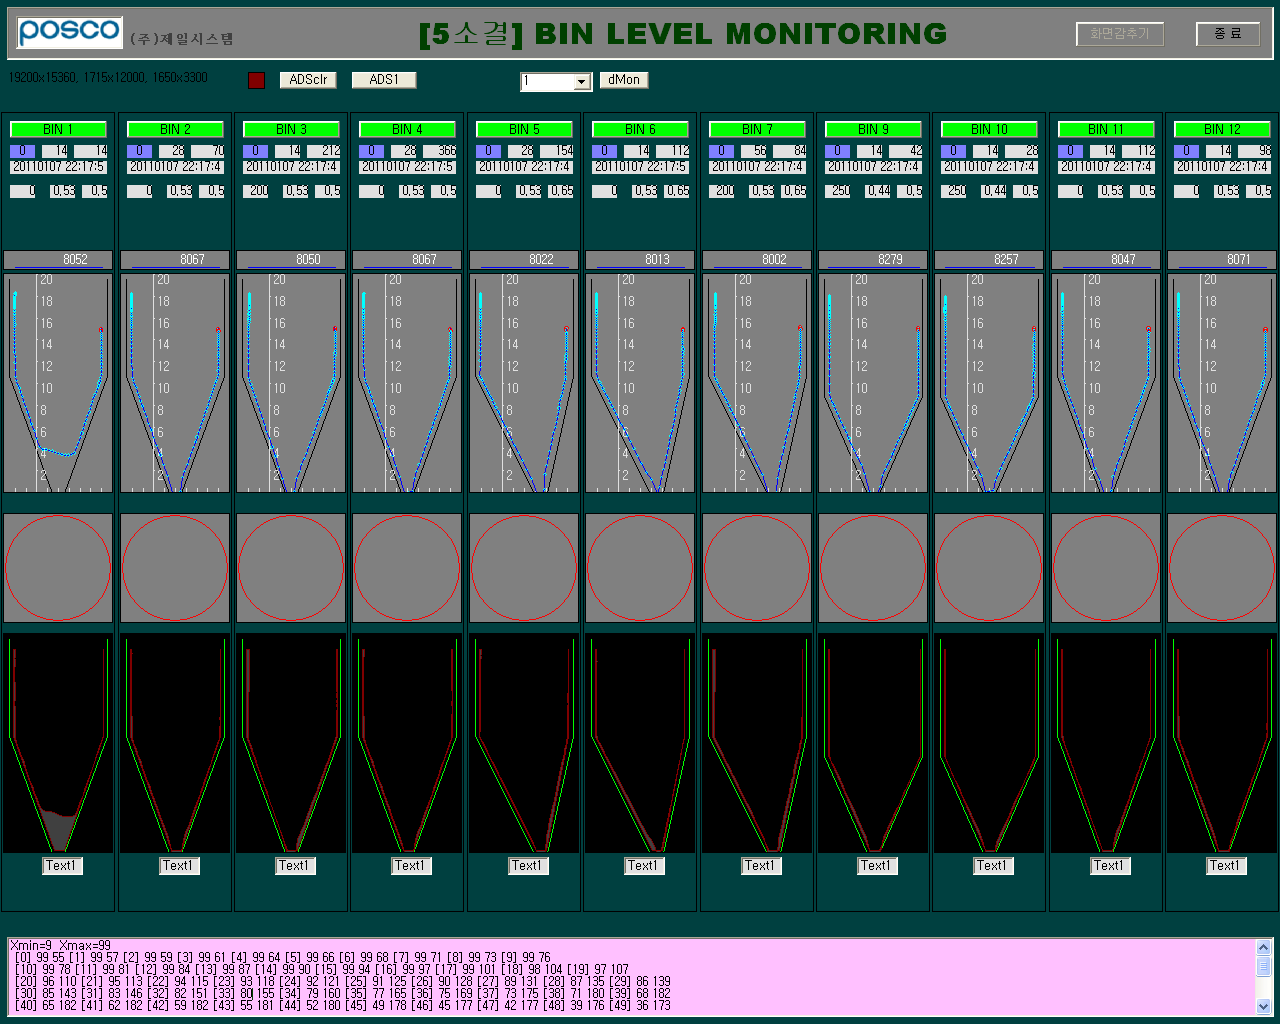 posco (주)제일시스템 [5소결] BIN LEVEL MONITORING 화면감추기 종 료
19200x15360, 1715x12000, 1650x3300 ADSclr ADS1 1 dMon
BIN 1 BIN 2 BIN 3 BIN 4 BIN 5 BIN 6 BIN 7 BIN 9 BIN 10 BIN 11 BIN 12
0 14 14 0 28 70 0 14 212 0 28 366 0 28 154 0 14 112 0 56 84 0 14 42 0 14 28 0 14 112 0 14 98
20110107 22:17:5 20110107 22:17:4 20110107 22:17:4 20110107 22:17:5 20110107 22:17:4 20110107 22:17:5 20110107 22:17:4 20110107 22:17:4 20110107 22:17:4 20110107 22:17:4 20110107 22:17:4
0 0,53 0,5 0 0,53 0,5 200 0,53 0,5 0 0,53 0,5 0 0,53 0,65 0 0,53 0,65 200 0,53 0,65 250 0,44 0,5 250 0,44 0,5 0 0,53 0,5 0 0,53 0,5
8052 8067 8050 8067 8022 8013 8002 8279 8257 8047 8071
20 20 20 20 20 20 20 20 20 20 20
18 18 18 18 18 18 18 18 18 18 18
16 16 16 16 16 16 16 16 16 16 16
14 14 14 14 14 14 14 14 14 14 14
12 12 12 12 12 12 12 12 12 12 12
10 10 10 10 10 10 10 10 10 10 10
8 8 8 8 8 8 8 8 8 8 8
6 6 6 6 6 6 6 6 6 6 6
4 4 4 4 4 4 4 4 4 4 4
2 2 2 2 2 2 2 2 2 2 2
Text1 Text1 Text1 Text1 Text1 Text1 Text1 Text1 Text1 Text1 Text1
Xmin=9 Xmax=99
[0] 99 55 [1] 99 57 [2] 99 59 [3] 99 61 [4] 99 64 [5] 99 66 [6] 99 68 [7] 99 71 [8] 99 73 [9] 99 76
[10] 99 78 [11] 99 81 [12] 99 84 [13] 99 87 [14] 99 90 [15] 99 94 [16] 99 97 [17] 99 101 [18] 98 104 [19] 97 107
[20] 96 110 [21] 95 113 [22] 94 115 [23] 93 118 [24] 92 121 [25] 91 125 [26] 90 128 [27] 89 131 [28] 87 135 [29] 86 139
[30] 85 143 [31] 83 146 [32] 82 151 [33] 80 155 [34] 79 160 [35] 77 165 [36] 75 169 [37] 73 175 [38] 71 180 [39] 68 182
[40] 65 182 [41] 62 182 [42] 59 182 [43] 55 181 [44] 52 180 [45] 49 178 [46] 45 177 [47] 42 177 [48] 39 176 [49] 36 173